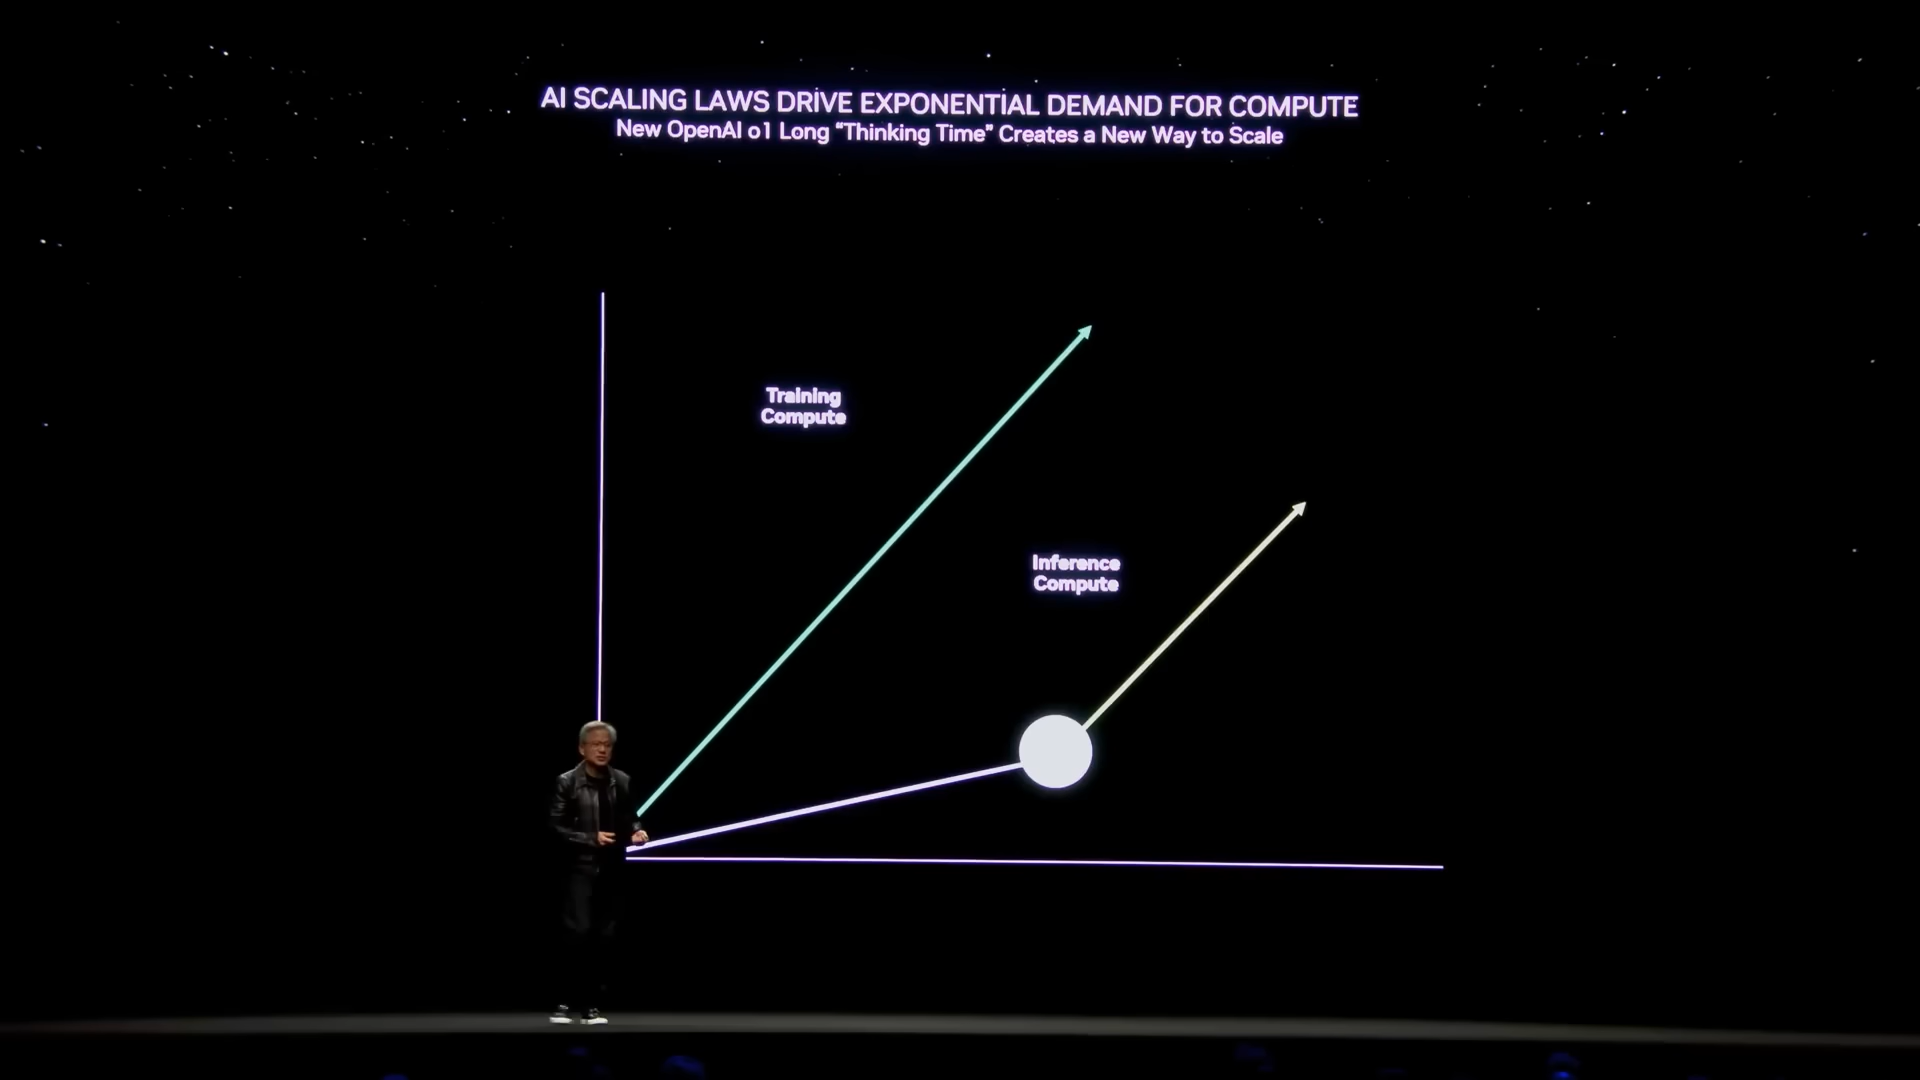 AI SCALING LAWS DRIVE EXPONENTIAL DEMAND FOR COMPUTE
New OpenAI o1 Long “Thinking Time” Creates a New Way to Scale
Training
Compute
Inference
Compute